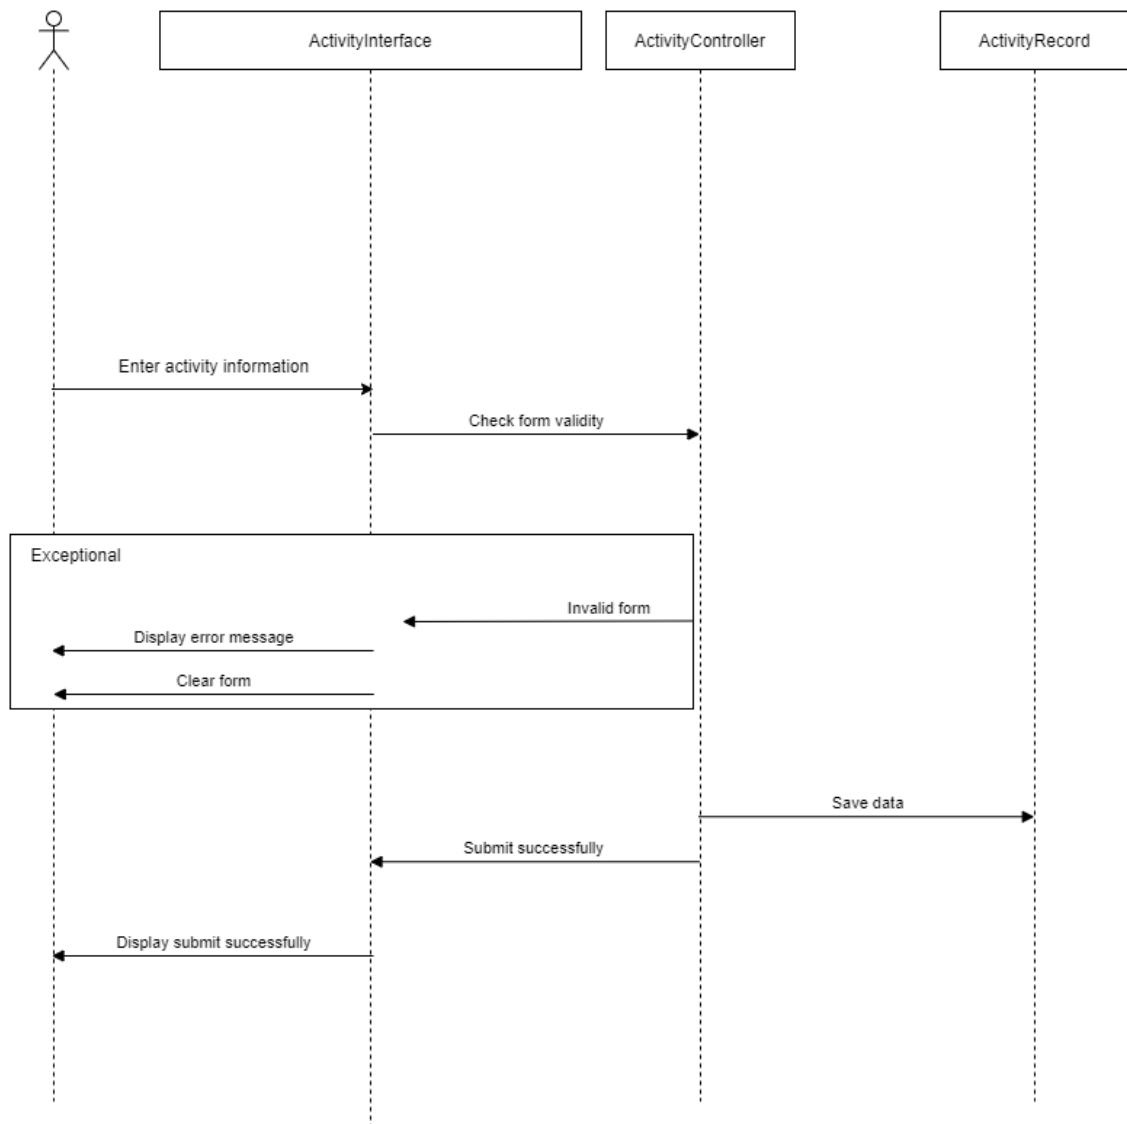 ActivityInterface
ActivityController
ActivityRecord
Enter activity information
Check form validity
Exceptional
Invalid form
Display error message
Clear form
Save data
Submit successfully
Display submit successfully